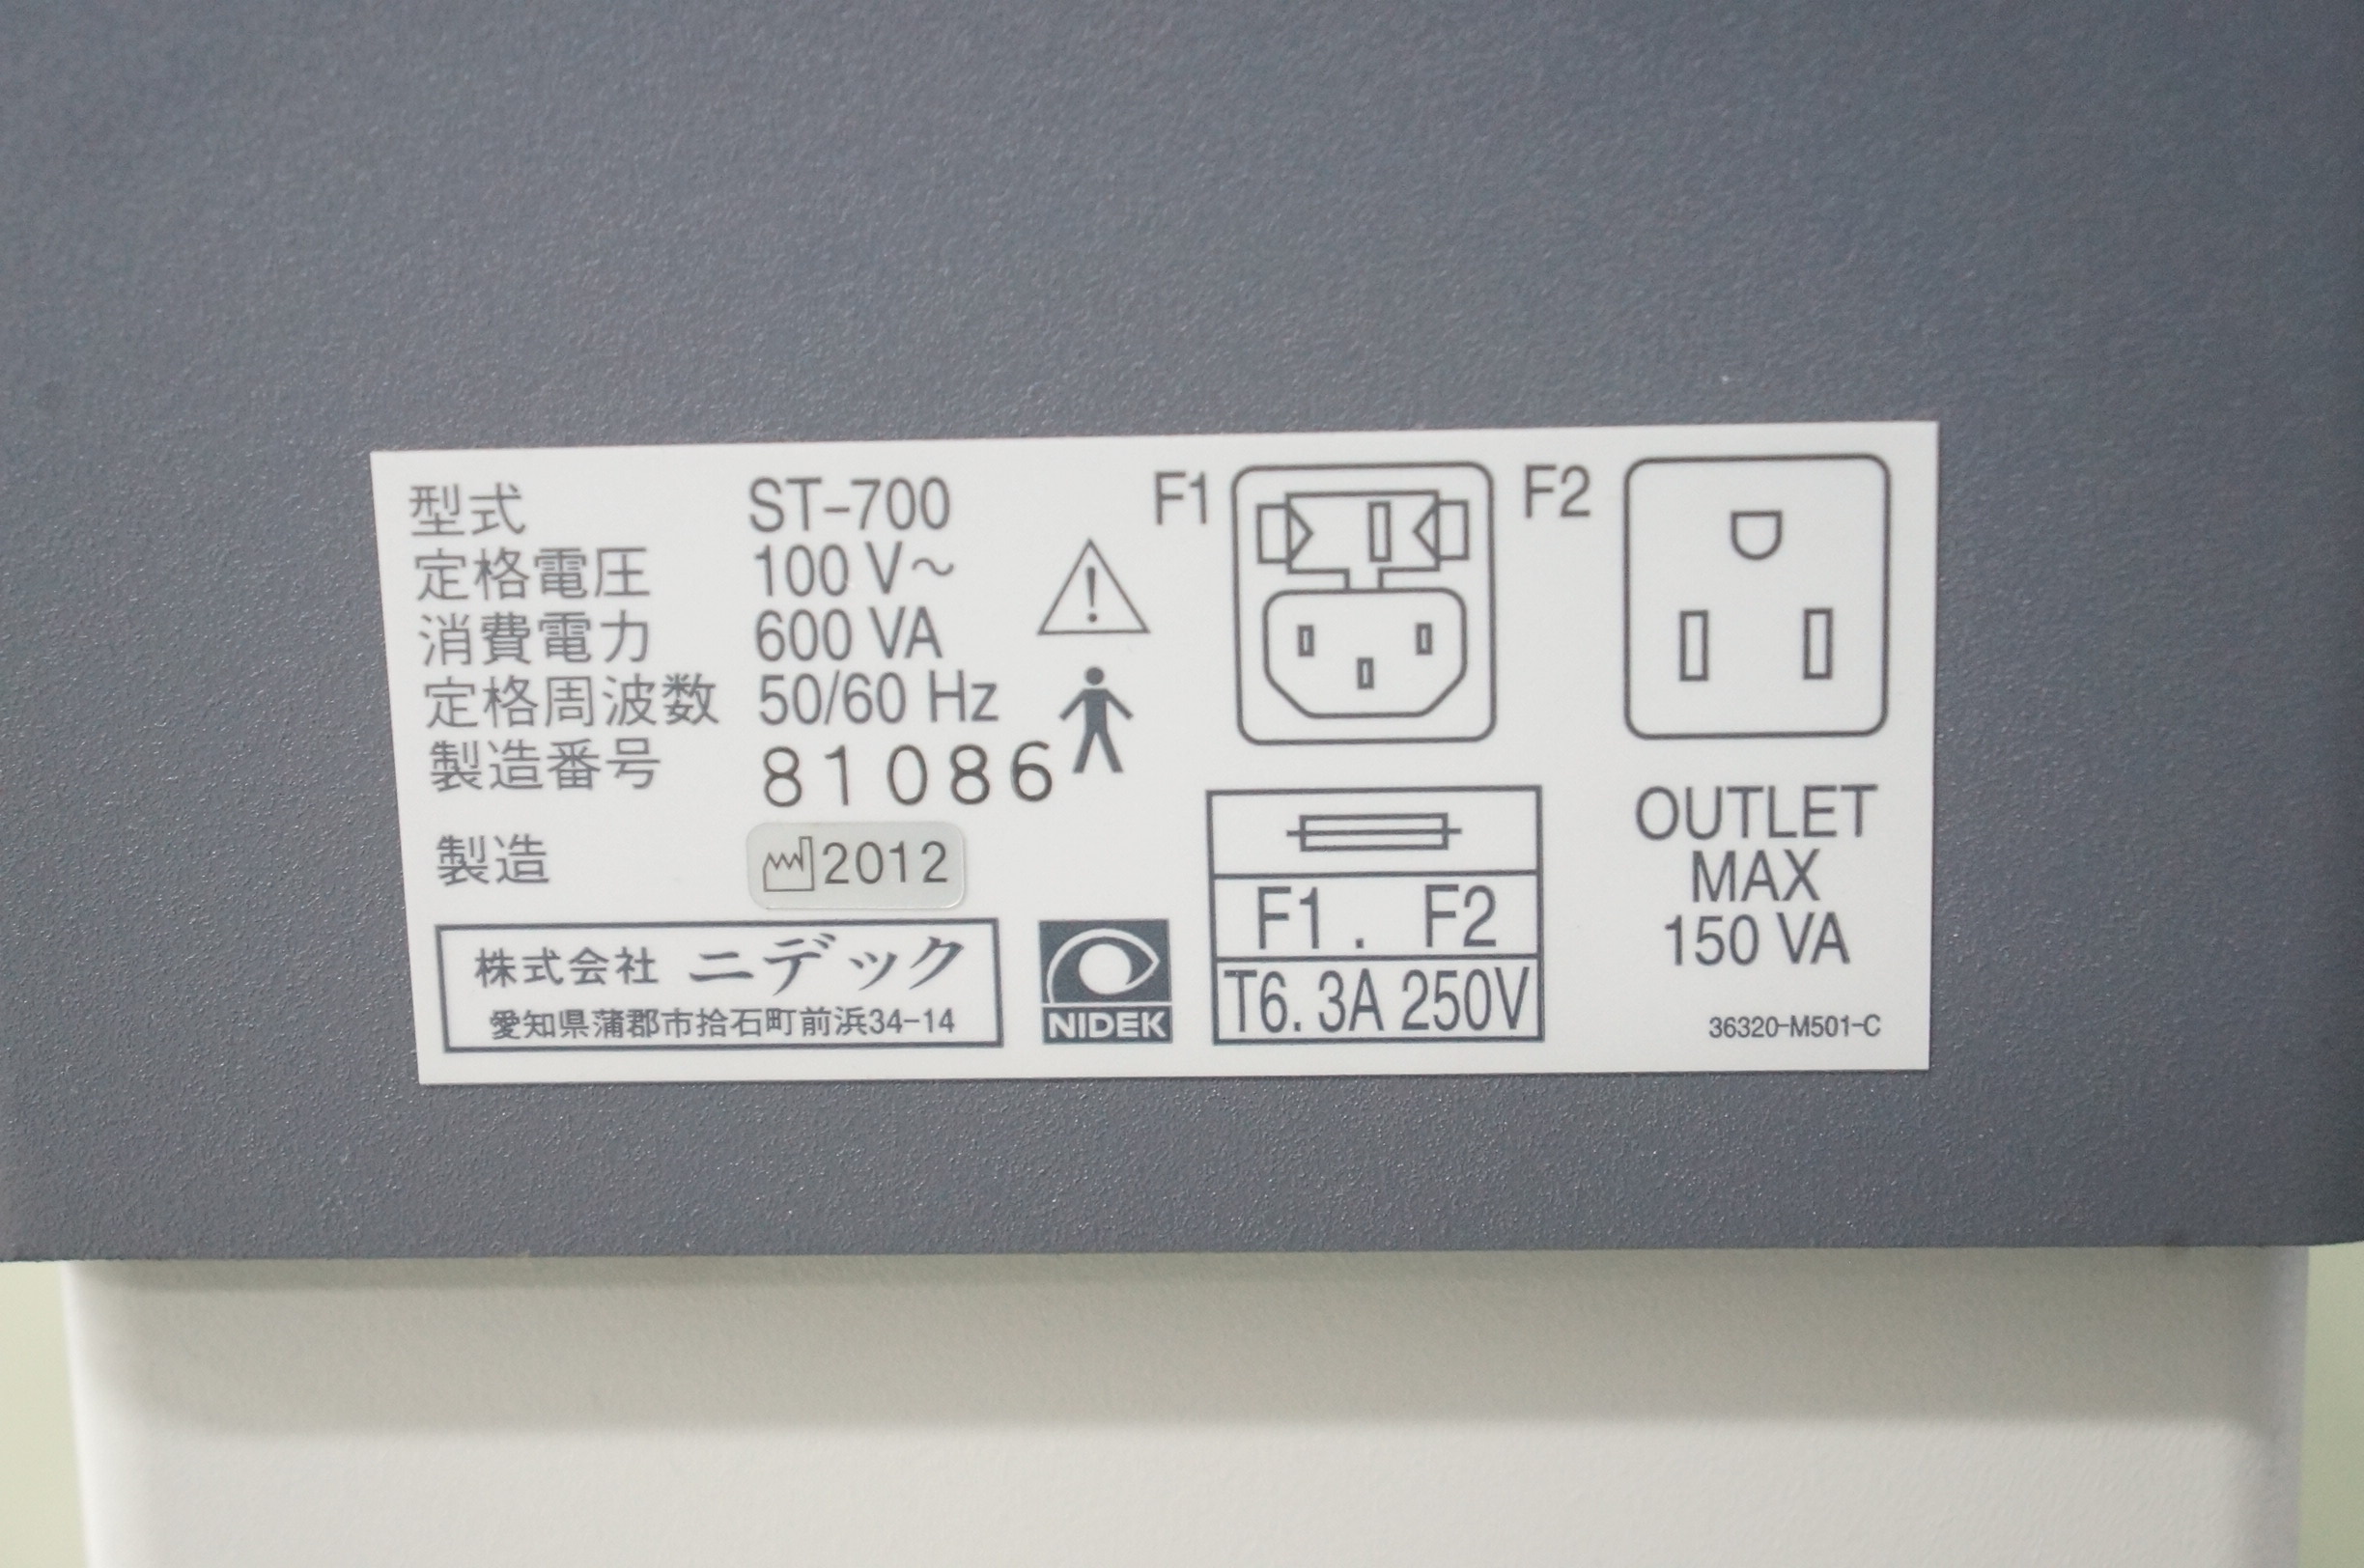 型式 ST-700
定格電圧 100 V～
消費電力 600 VA
定格周波数 50/60 Hz
製造番号 81086
製造 2012
株式会社 ニデック
愛知県蒲郡市拾石町前浜34-14
NIDEK
F1
F2
F1. F2
T6.3A 250V
OUTLET
MAX
150 VA
36320-M501-C